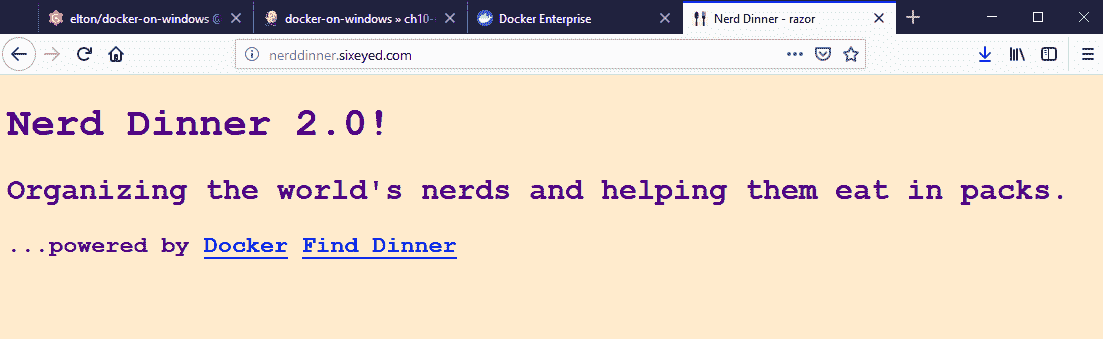 elton/docker-on-windows
docker-on-windows » ch10-
Docker Enterprise
Nerd Dinner - razor
nerddinner.sixeyed.com
Nerd Dinner 2.0!
Organizing the world's nerds and helping them eat in packs.
...powered by Docker Find Dinner